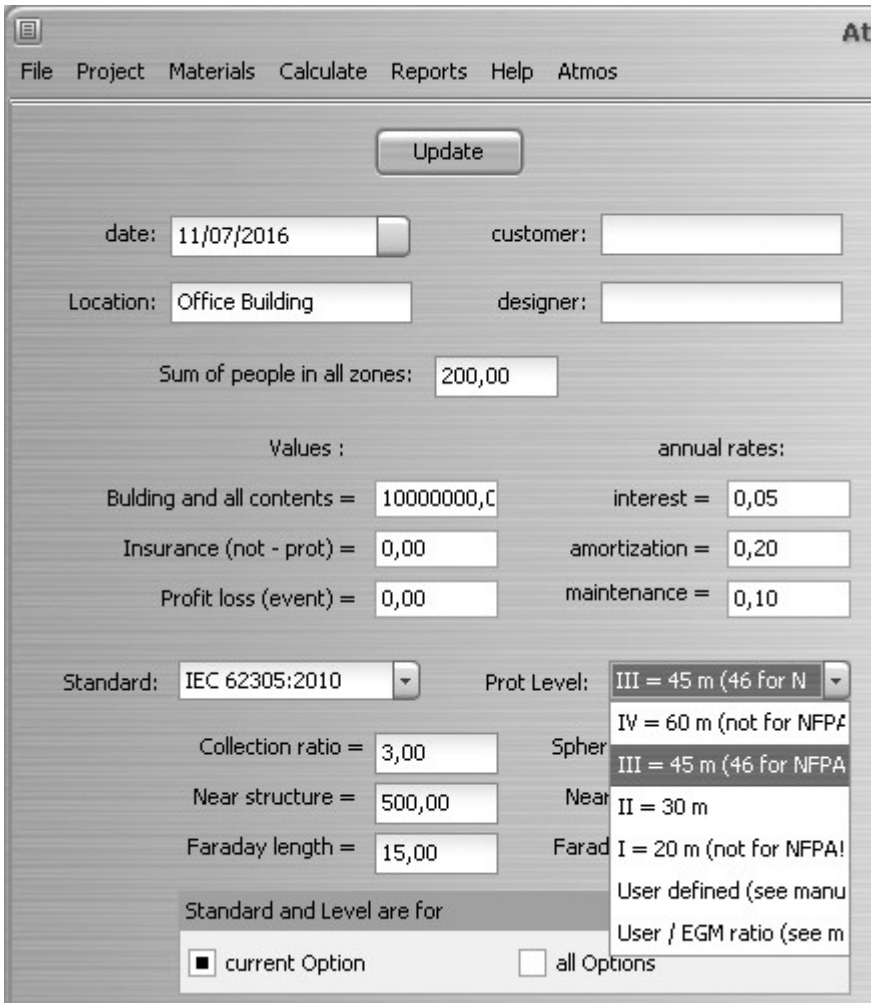 At
File Project Materials Calculate Reports Help Atmos
Update
date: 11/07/2016 customer:
Location: Office Building designer:
Sum of people in all zones: 200,00
Values : annual rates:
Bulding and all contents = 10000000,0 interest = 0,05
Insurance (not - prot) = 0,00 amortization = 0,20
Profit loss (event) = 0,00 maintenance = 0,10
Standard: IEC 62305:2010 Prot Level: III = 45 m (46 for N
IV = 60 m (not for NFPA
Collection ratio = 3,00 Spher III = 45 m (46 for NFPA
Near structure = 500,00 Near II = 30 m
Faraday length = 15,00 Farad I = 20 m (not for NFPA!
User defined (see manu
Standard and Level are for
User / EGM ratio (see m
current Option all Options